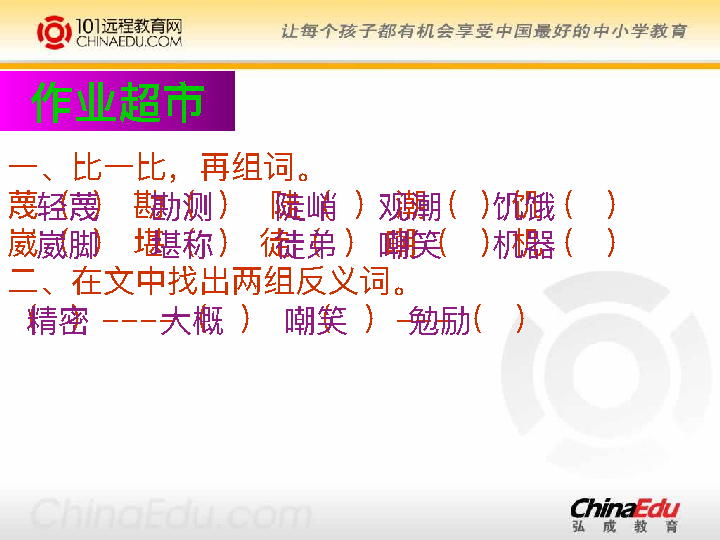 101远程教育网
CHINAEDU.COM
让每个孩子都有机会享受中国最好的中小学教育
作业超市
一、比一比，再组词。
蔑（轻蔑） 勘（勘测） 陡（陡峭） 潮（观潮） 饥（饥饿）
崴（崴脚） 堪（堪称） 徒（徒弟） 嘲（嘲笑） 机（机器）
二、在文中找出两组反义词。
（精密）----（大概） （嘲笑）----（勉励）
ChinaEdu.com
ChinaEdu
弘成教育